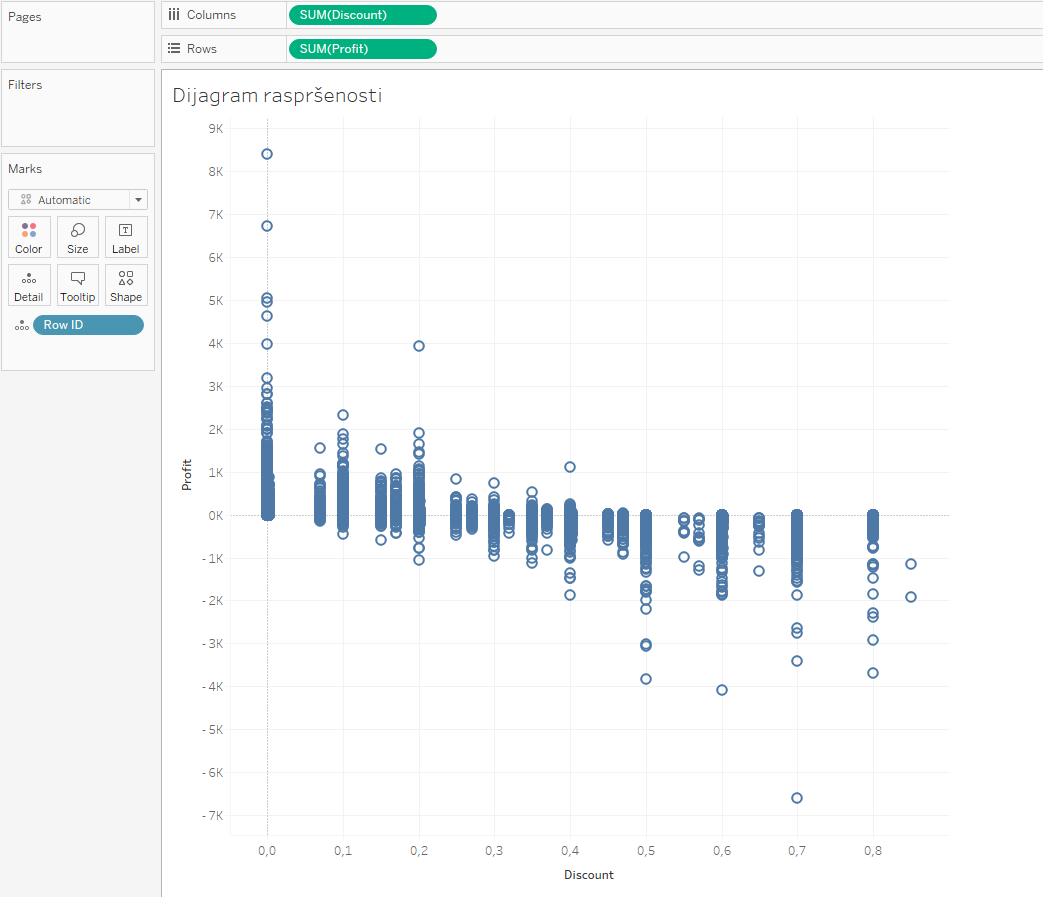 Pages
Columns
SUM(Discount)
Rows
SUM(Profit)
Filters
Marks
Automatic
Color
Size
Label
Detail
Tooltip
Shape
Row ID
Dijagram raspršenosti
9K
8K
7K
6K
5K
4K
3K
2K
1K
0K
-1K
-2K
-3K
-4K
-5K
-6K
-7K
Profit
0,0 0,1 0,2 0,3 0,4 0,5 0,6 0,7 0,8
Discount